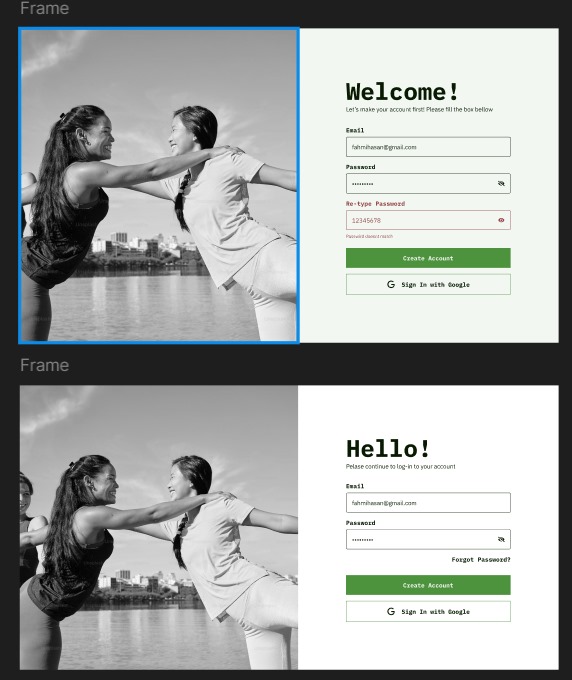 Frame
Welcome!
Let's make your account first! Please fill the box bellow
Email
fahmihasan@gmail.com
Password
Re-type Password
12345678
Password doesnt match
Create Account
Sign In with Google
Frame
Hello!
Pelase continue to log-in to your account
Email
fahmihasan@gmail.com
Password
Forgot Password?
Create Account
Sign In with Google